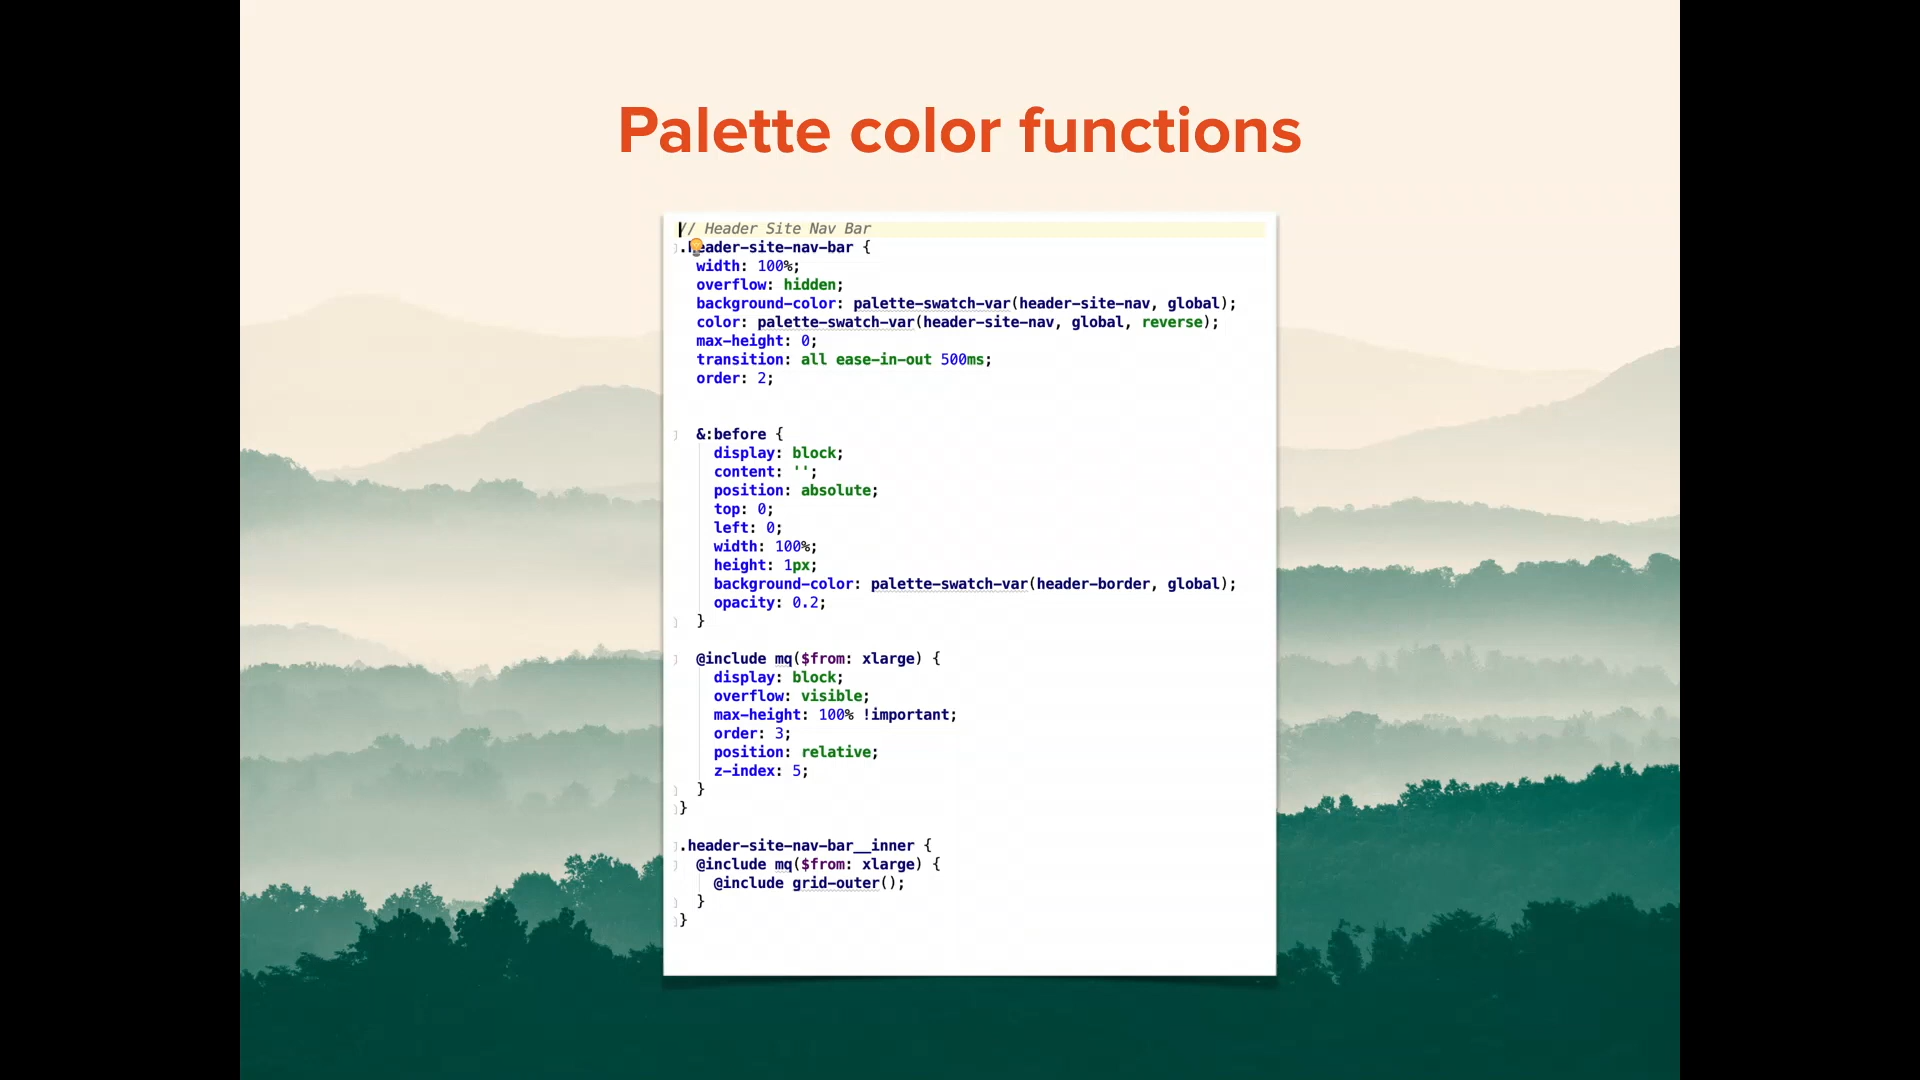 Palette color functions
// Header Site Nav Bar
.header-site-nav-bar {
width: 100%;
overflow: hidden;
background-color: palette-swatch-var(header-site-nav, global);
color: palette-swatch-var(header-site-nav, global, reverse);
max-height: 0;
transition: all ease-in-out 500ms;
order: 2;
&:before {
display: block;
content: '';
position: absolute;
top: 0;
left: 0;
width: 100%;
height: 1px;
background-color: palette-swatch-var(header-border, global);
opacity: 0.2;
}
@include mq($from: xlarge) {
display: block;
overflow: visible;
max-height: 100% !important;
order: 3;
position: relative;
z-index: 5;
}
}
.header-site-nav-bar__inner {
@include mq($from: xlarge) {
@include grid-outer();
}
}